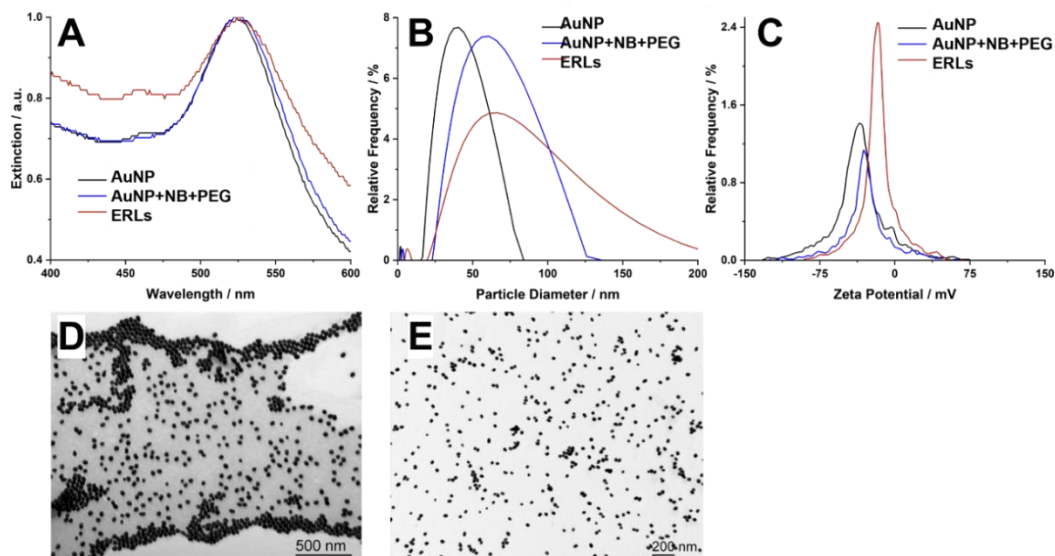 A
Extinction / a.u.
1.0
0.8
0.6
0.4
AuNP
AuNP+NB+PEG
ERLs
400
450
500
550
600
Wavelength / nm
B
Relative Frequency / %
8
6
4
2
0
AuNP
AuNP+NB+PEG
ERLs
0
50
100
150
200
Particle Diameter / nm
C
Relative Frequency / %
2.4
1.8
1.2
0.6
0.0
AuNP
AuNP+NB+PEG
ERLs
-150
-75
0
75
150
Zeta Potential / mV
D
500 nm
E
200 nm